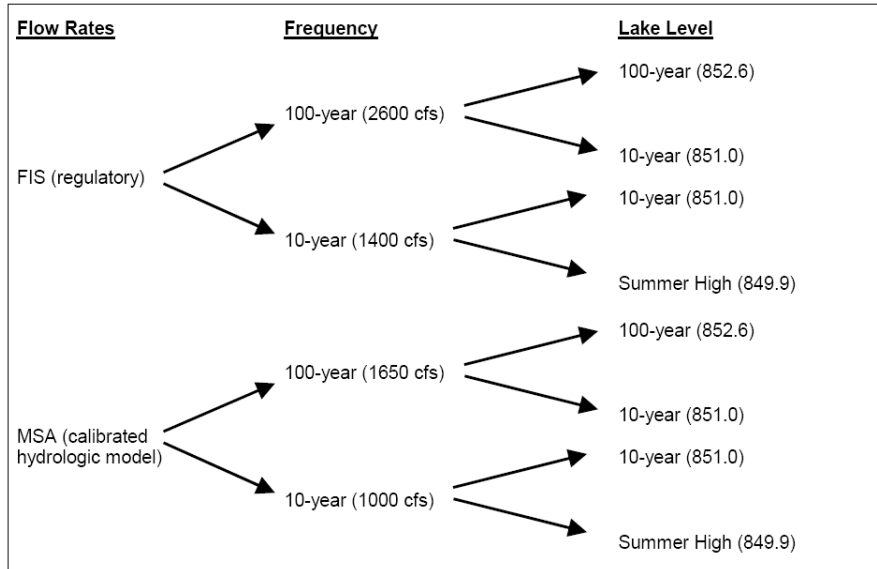 Flow Rates Frequency Lake Level
100-year (852.6)
100-year (2600 cfs)
10-year (851.0)
FIS (regulatory)
10-year (851.0)
10-year (1400 cfs)
Summer High (849.9)
100-year (852.6)
100-year (1650 cfs)
10-year (851.0)
MSA (calibrated
hydrologic model)
10-year (851.0)
10-year (1000 cfs)
Summer High (849.9)